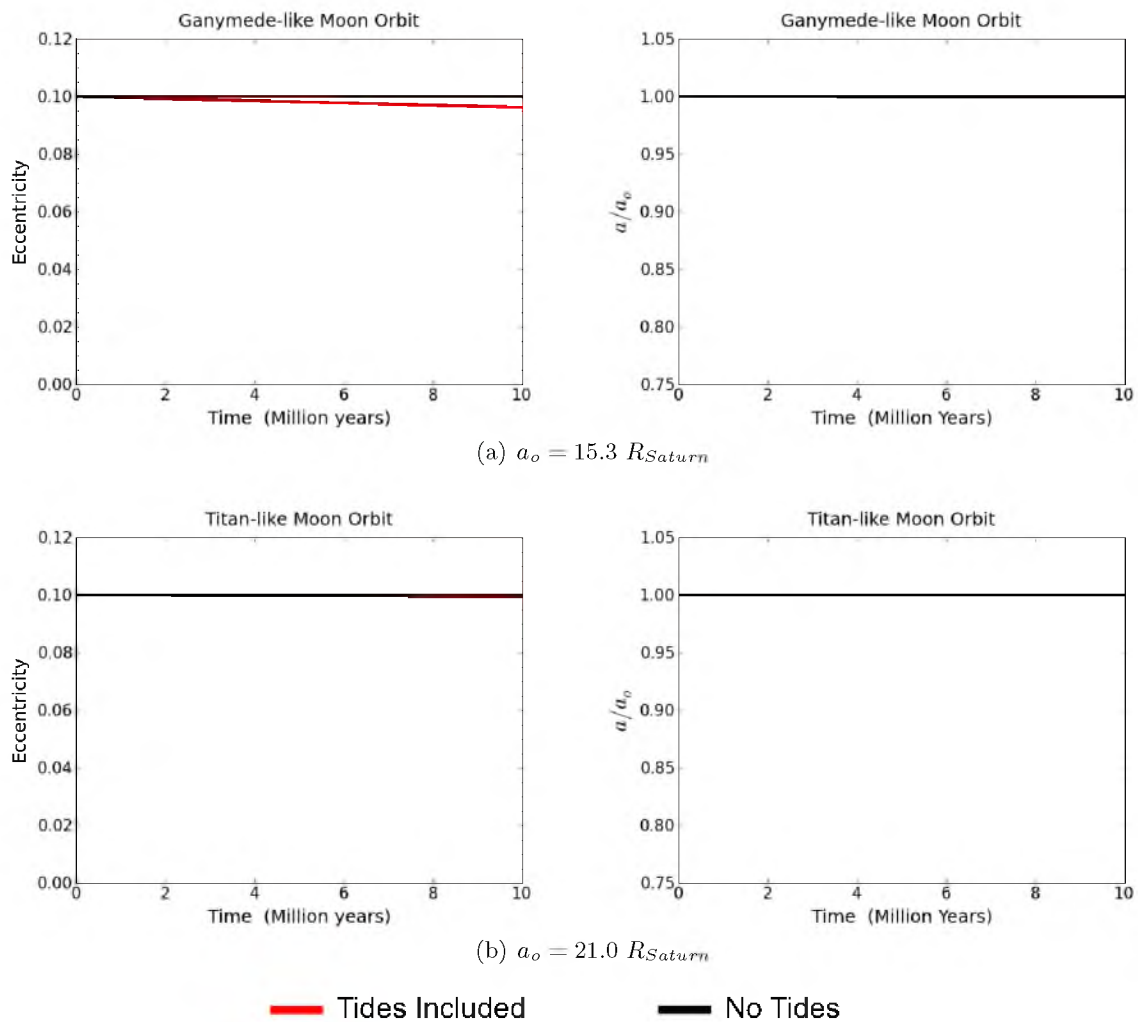 Ganymede-like Moon Orbit
0.12
0.10
0.08
0.06
0.04
0.02
0.00
Eccentricity
0 2 4 6 8 10
Time (Million years)
Ganymede-like Moon Orbit
1.05
1.00
0.95
0.90
0.85
0.80
0.75
a/a_o
0 2 4 6 8 10
Time (Million Years)
(a) a_o = 15.3 R_Saturn
Titan-like Moon Orbit
0.12
0.10
0.08
0.06
0.04
0.02
0.00
Eccentricity
0 2 4 6 8 10
Time (Million years)
Titan-like Moon Orbit
1.05
1.00
0.95
0.90
0.85
0.80
0.75
a/a_o
0 2 4 6 8 10
Time (Million Years)
(b) a_o = 21.0 R_Saturn
Tides Included
No Tides